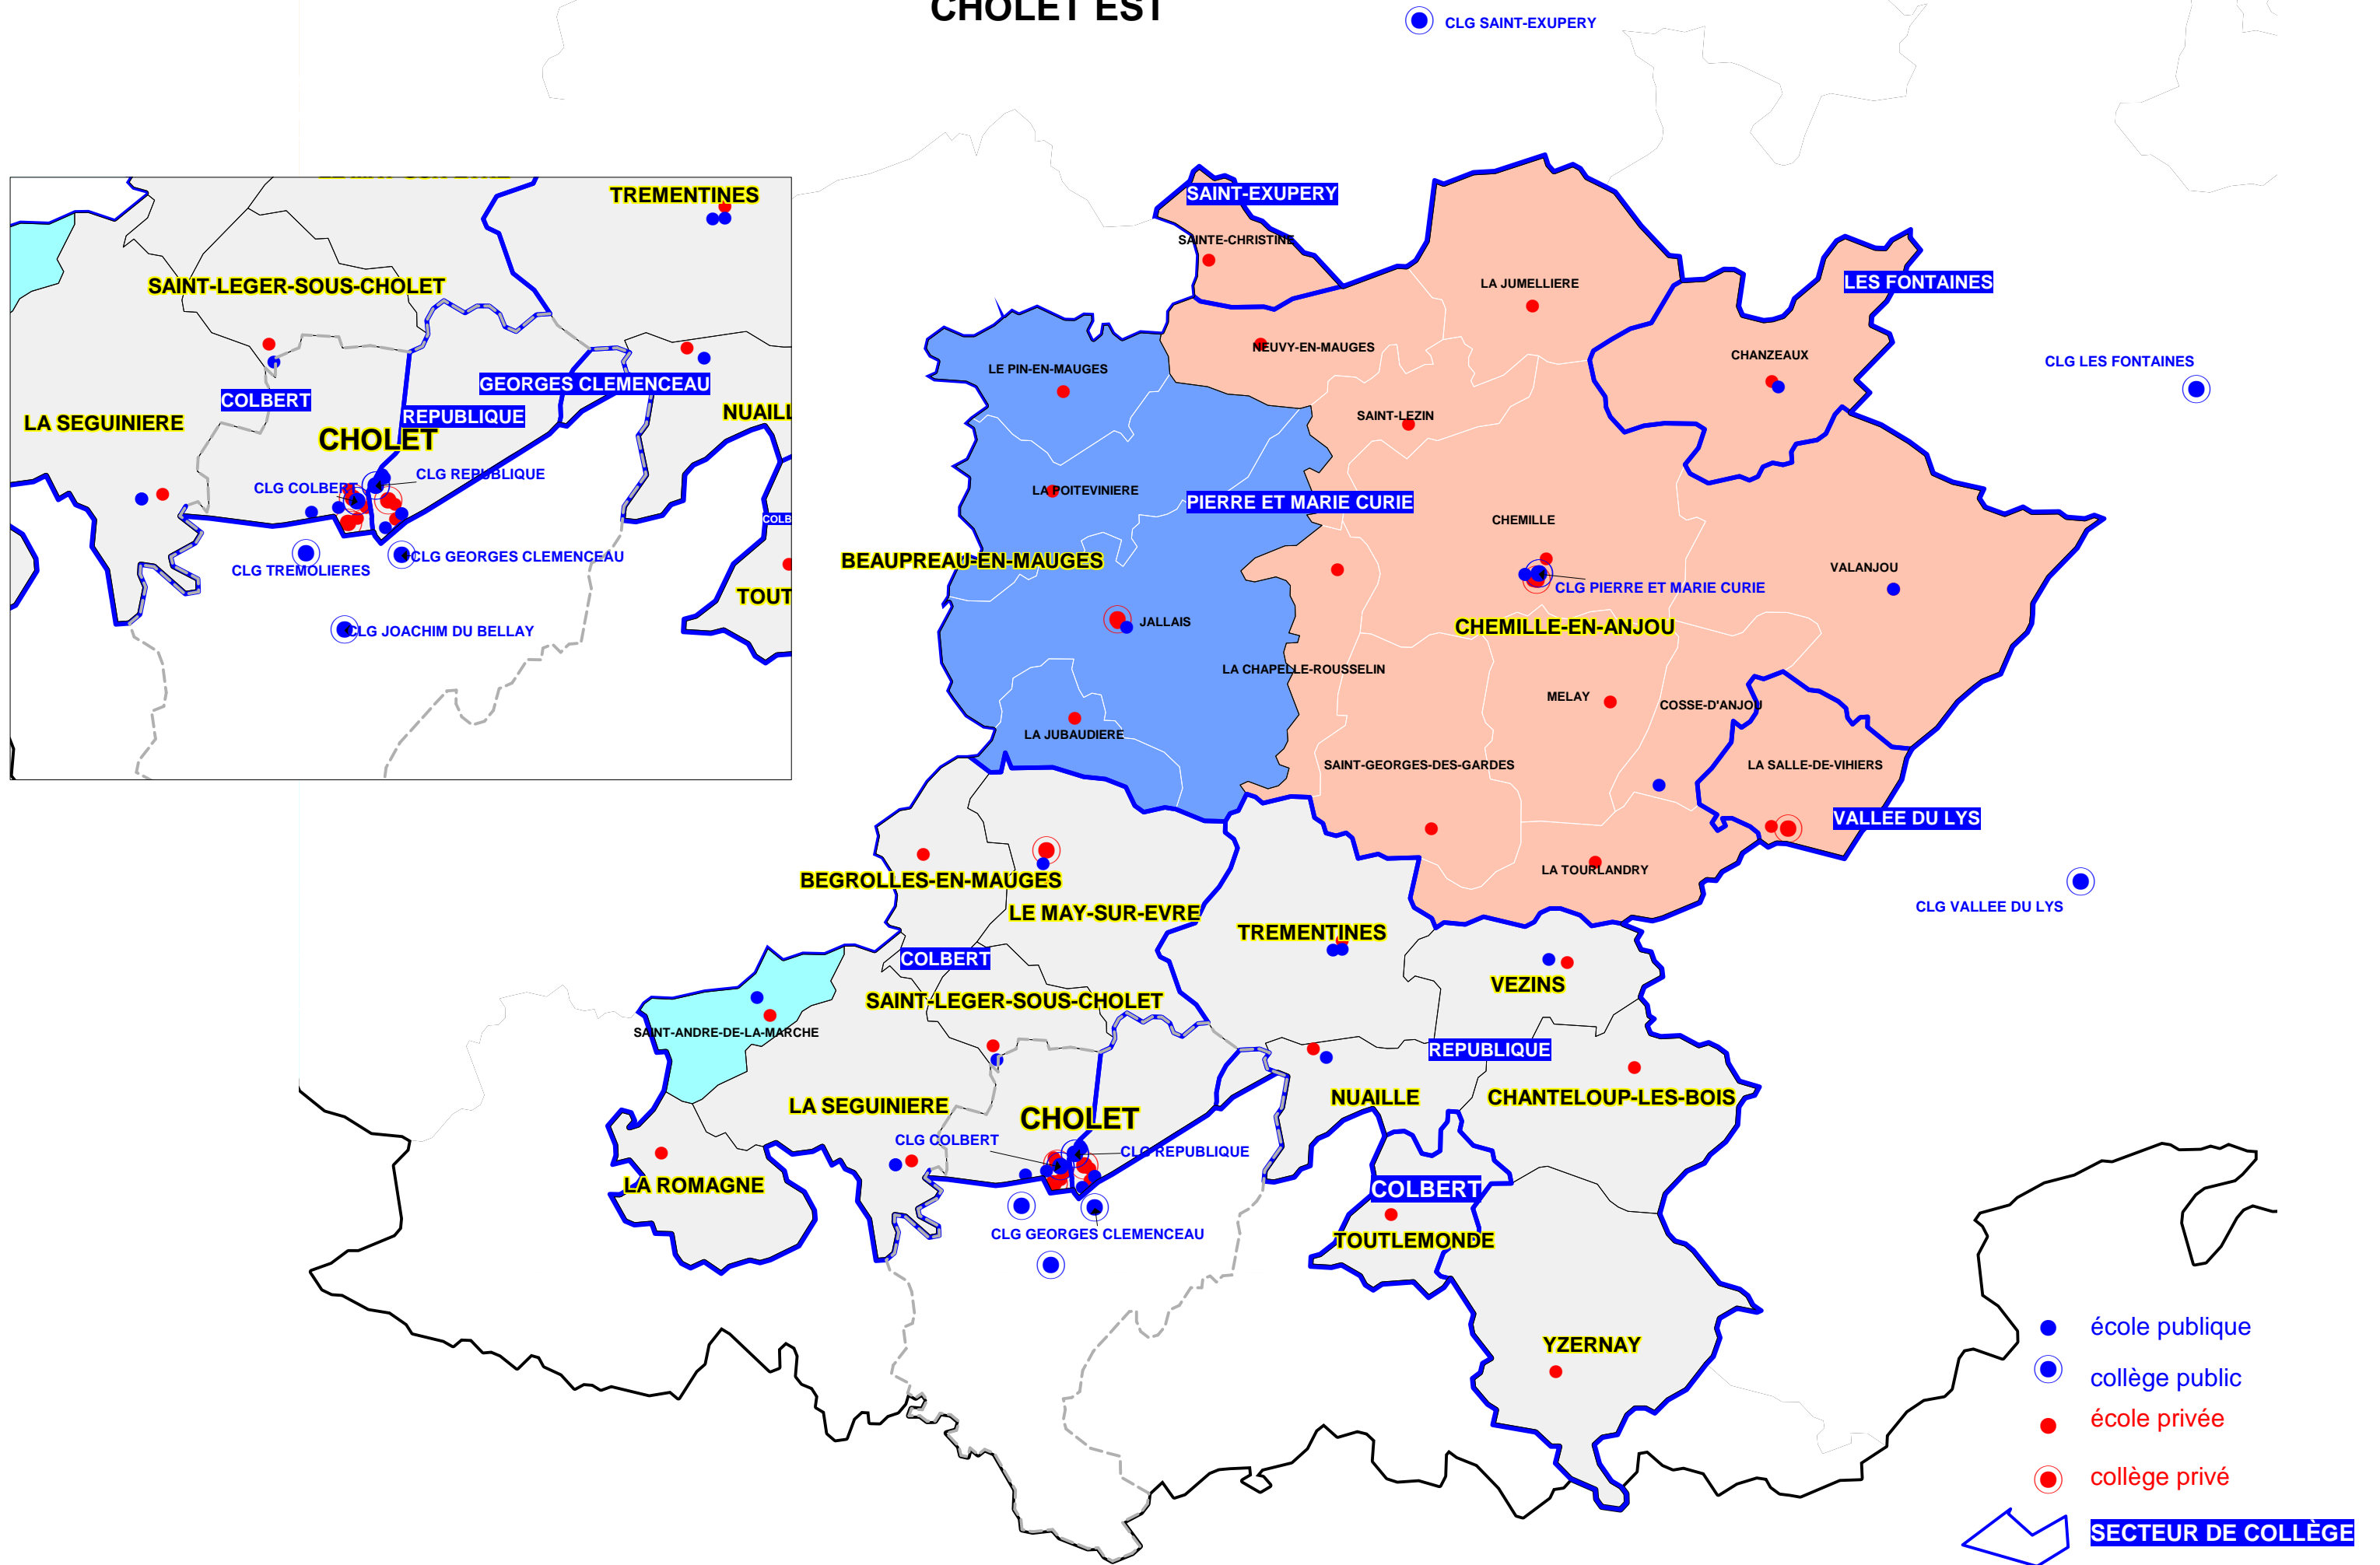 CHOLET EST
CLG SAINT-EXUPERY
TREMENTINES
SAINT-LEGER-SOUS-CHOLET
GEORGES CLEMENCEAU
COLBERT
REPUBLIQUE
NUAILL
LA SEGUINIERE
CHOLET
CLG REPUBLIQUE
CLG COLBERT
COLB
CLG GEORGES CLEMENCEAU
CLG TREMOLIERES
TOUT
CLG JOACHIM DU BELLAY
SAINT-EXUPERY
SAINTE-CHRISTINE
LA JUMELLIERE
LES FONTAINES
NEUVY-EN-MAUGES
CHANZEAUX
CLG LES FONTAINES
LE PIN-EN-MAUGES
SAINT-LEZIN
LA POITEVINIERE
PIERRE ET MARIE CURIE
CHEMILLE
BEAUPREAU-EN-MAUGES
VALANJOU
CLG PIERRE ET MARIE CURIE
JALLAIS
CHEMILLE-EN-ANJOU
LA CHAPELLE-ROUSSELIN
MELAY
COSSE-D'ANJOU
LA JUBAUDIERE
SAINT-GEORGES-DES-GARDES
LA SALLE-DE-VIHIERS
VALLEE DU LYS
LA TOURLANDRY
BEGROLLES-EN-MAUGES
CLG VALLEE DU LYS
LE MAY-SUR-EVRE
TREMENTINES
COLBERT
VEZINS
SAINT-LEGER-SOUS-CHOLET
SAINT-ANDRE-DE-LA-MARCHE
REPUBLIQUE
LA SEGUINIERE
NUAILLE
CHANTELOUP-LES-BOIS
CHOLET
CLG COLBERT
CLG REPUBLIQUE
LA ROMAGNE
COLBERT
CLG GEORGES CLEMENCEAU
TOUTLEMONDE
YZERNAY
école publique
collège public
école privée
collège privé
SECTEUR DE COLLÈGE